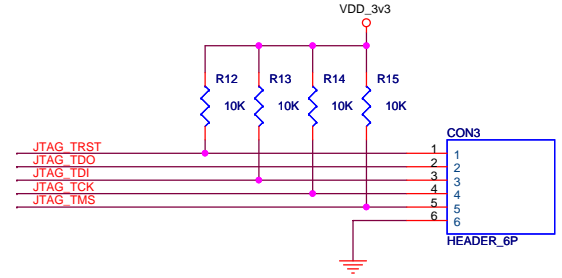 VDD_3v3
R12 R13 R14 R15
10K 10K 10K 10K
CON3
JTAG_TRST 1 1
JTAG_TDO 2 2
JTAG_TDI 3 3
JTAG_TCK 4 4
JTAG_TMS 5 5
6 6
HEADER_6P